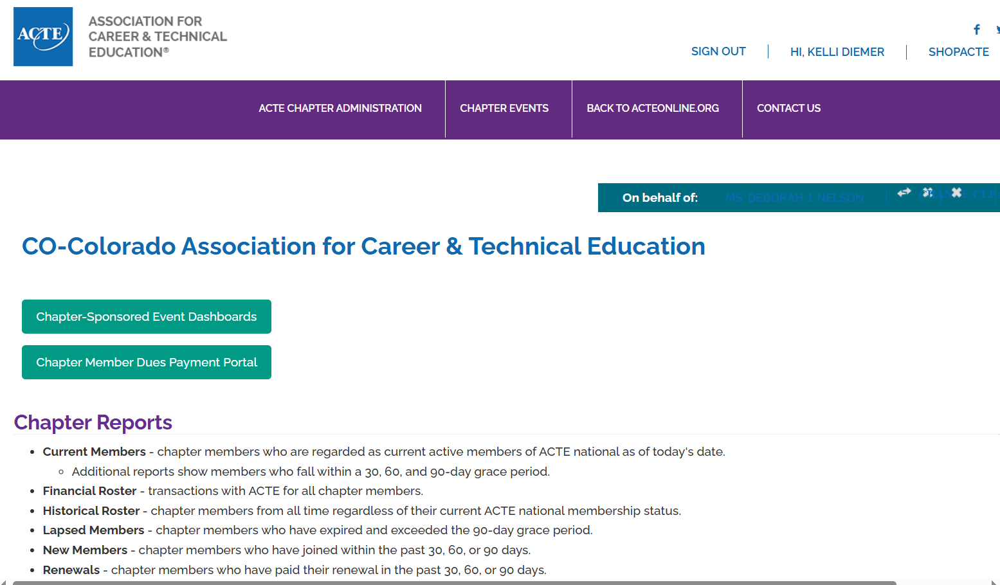 ACTE
ASSOCIATION FOR
CAREER & TECHNICAL
EDUCATION®
SIGN OUT
HI, KELLI DIEMER
SHOPACTE
ACTE CHAPTER ADMINISTRATION
CHAPTER EVENTS
BACK TO ACTEONLINE.ORG
CONTACT US
On behalf of:
MS. DEBORAH J. NELSON
CO-Colorado Association for Career & Technical Education
Chapter-Sponsored Event Dashboards
Chapter Member Dues Payment Portal
Chapter Reports
• Current Members - chapter members who are regarded as current active members of ACTE national as of today's date.
◦ Additional reports show members who fall within a 30, 60, and 90-day grace period.
• Financial Roster - transactions with ACTE for all chapter members.
• Historical Roster - chapter members from all time regardless of their current ACTE national membership status.
• Lapsed Members - chapter members who have expired and exceeded the 90-day grace period.
• New Members - chapter members who have joined within the past 30, 60, or 90 days.
• Renewals - chapter members who have paid their renewal in the past 30, 60, or 90 days.